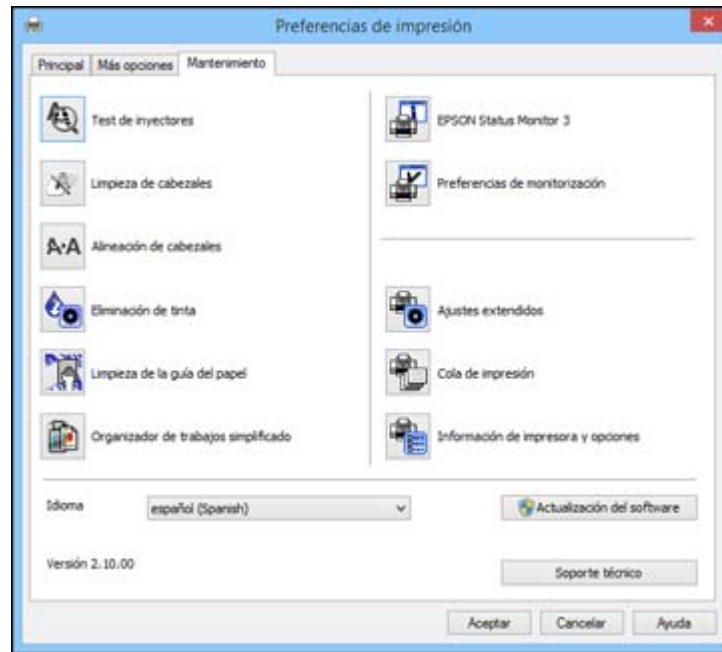 Preferencias de impresión
Principal
Más opciones
Mantenimiento
Test de inyectores
Limpieza de cabezales
A·A
Alineación de cabezales
Eliminación de tinta
Limpieza de la guía del papel
Organizador de trabajos simplificado
EPSON Status Monitor 3
Preferencias de monitorización
Ajustes extendidos
Cola de impresión
Información de impresora y opciones
Idioma
español (Spanish)
Actualización del software
Versión 2.10.00
Soporte técnico
Aceptar
Cancelar
Ayuda